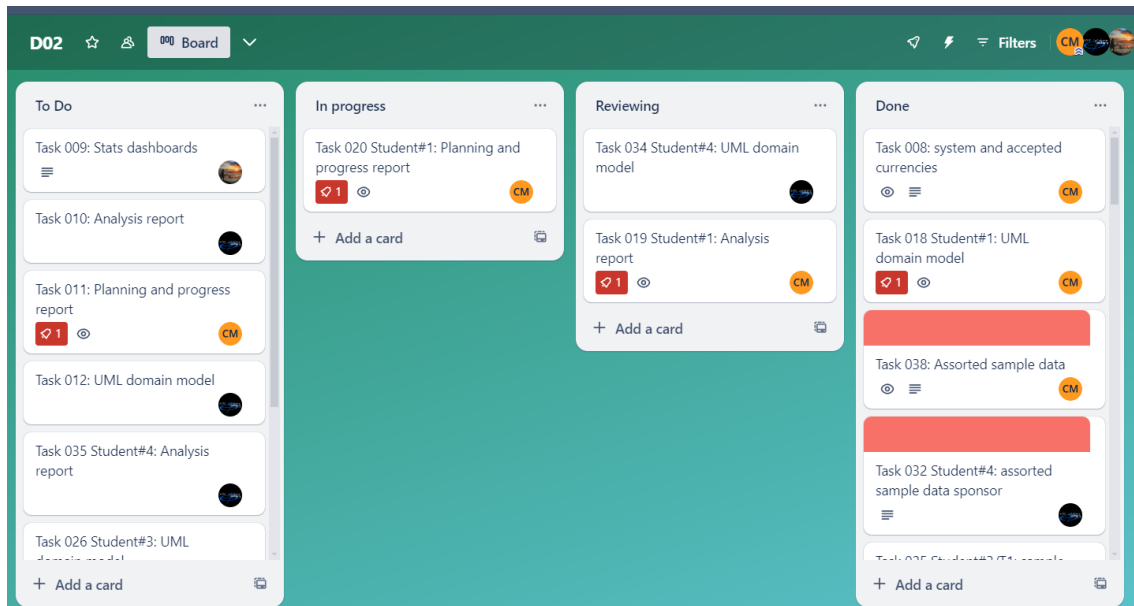 D02
Board
Filters
CM
To Do
Task 009: Stats dashboards
Task 010: Analysis report
Task 011: Planning and progress
report
1
CM
Task 012: UML domain model
Task 035 Student#4: Analysis
report
Task 026 Student#3: UML
domain model
Add a card
In progress
Task 020 Student#1: Planning and
progress report
1
CM
Add a card
Reviewing
Task 034 Student#4: UML domain
model
Task 019 Student#1: Analysis
report
1
CM
Add a card
Done
Task 008: system and accepted
currencies
CM
Task 018 Student#1: UML
domain model
1
CM
Task 038: Assorted sample data
CM
Task 032 Student#4: assorted
sample data sponsor
Add a card